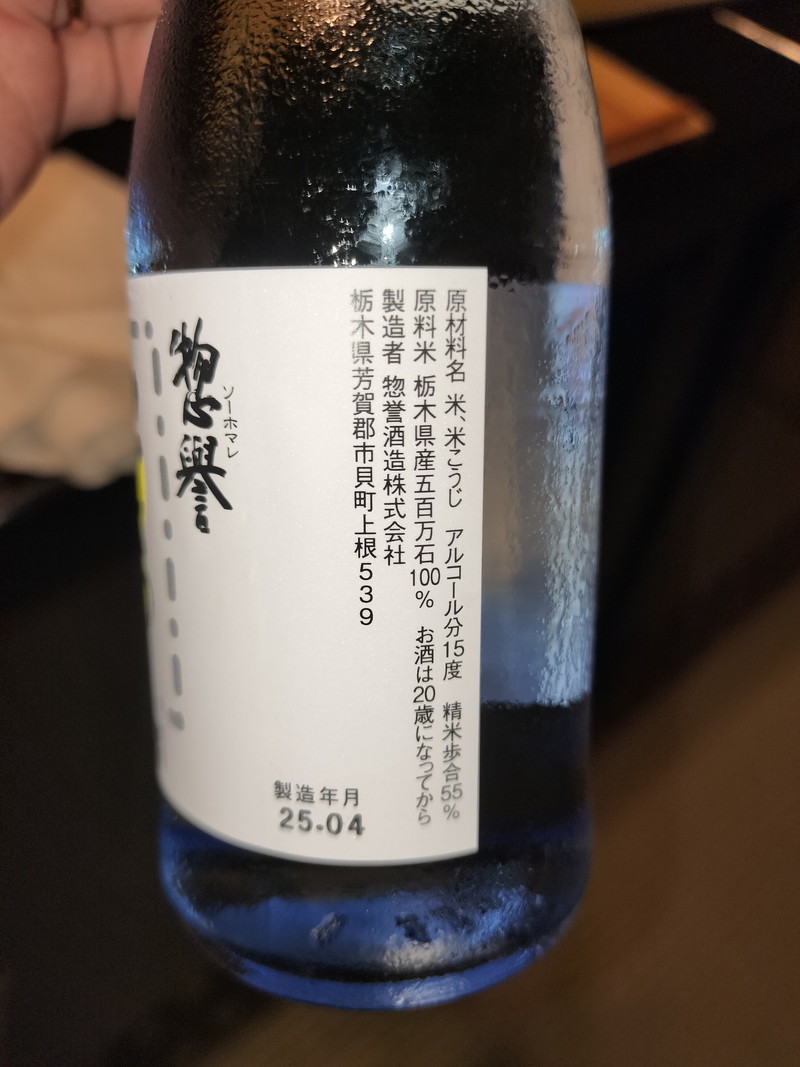 原材料名 米、米こうじ アルコール分15度 精米歩合55%
原料米 栃木県産五百万石100% お酒は20歳になってから
製造者 惣誉酒造株式会社
栃木県芳賀郡市貝町上根539
惣譽
ソーホマレ
製造年月
25.04